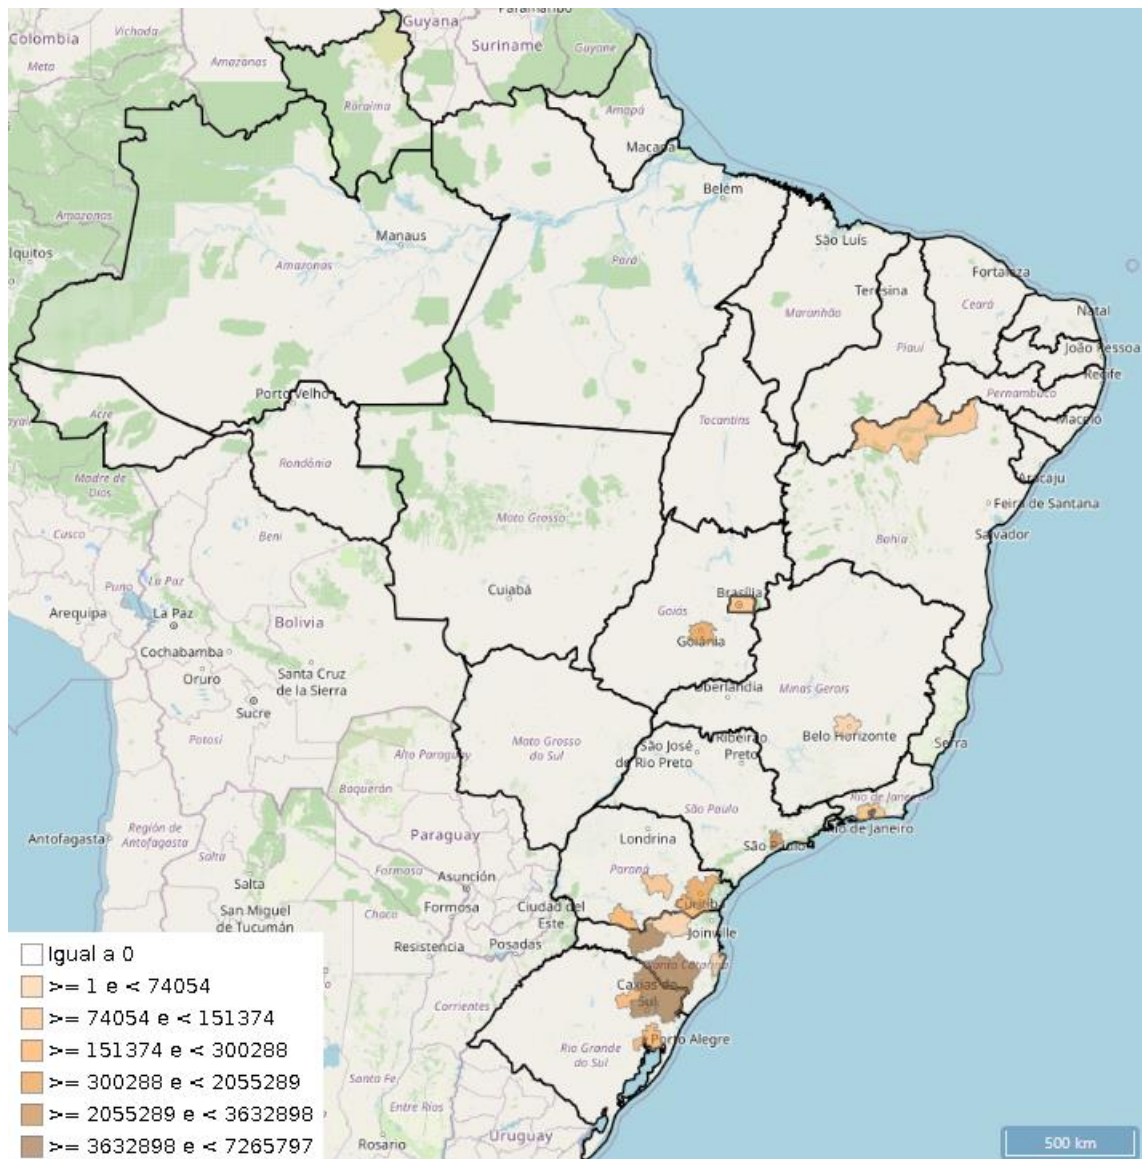 Paramaribo
Vichada
Guyana
Colombia
Meta
Amazonas
Suriname
Guyane
Roraima
Amapá
Macapá
Belém
Amazonas
Manaus
São Luís
Iquitos
Amazonas
Pará
Fortaleza
Teresina
Ceará
Maranhão
Natal
Piauí
João Pessoa
Recife
Porto Velho
Pernambuco
Acre
Tocantins
Maceió
Rondônia
Aracaju
Madre de
Dios
Feira de Santana
Mato Grosso
Cusco
Beni
Bahia
Salvador
Puno
La Paz
Cuiabá
Brasília
Arequipa
La Paz
Goiás
Bolivia
Goiânia
Cochabamba
Oruro
Santa Cruz
de la Sierra
Uberlândia
Minas Gerais
Sucre
Potosí
Belo Horizonte
Serra
Alto Paraguay
Mato Grosso
do Sul
São José
do Rio Preto
Ribeirão
Preto
Boquerón
Rio de Janeiro
São Paulo
Antofagasta
Región de
Antofagasta
Paraguay
Londrina
São Paulo
Rio de Janeiro
Salta
Formosa
Asunción
Paraná
Salta
San Miguel
de Tucumán
Chaco
Formosa
Ciudad del
Este
Curitiba
Resistencia
Posadas
Joinville
Santa Catarina
Caxias do
Sul
Corrientes
Porto Alegre
Rio Grande
do Sul
Santa Fe
Entre Ríos
Uruguay
Rosario
Igual a 0
>= 1 e < 74054
>= 74054 e < 151374
>= 151374 e < 300288
>= 300288 e < 2055289
>= 2055289 e < 3632898
>= 3632898 e < 7265797
500 km